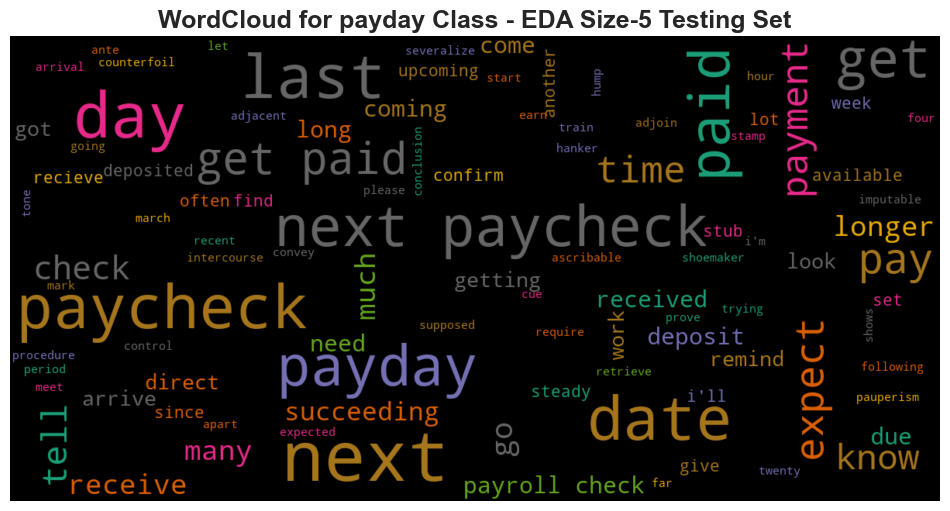 WordCloud for payday Class - EDA Size-5 Testing Set
ante
let
severalize
come
get
arrival
counterfoil
last
upcoming
start
another
hump
paid
hour
payment
week
day
adjacent
coming
earn
train
adjoin
lot
stamp
four
got
going
long
get paid
conclusion
hanker
time
available
recieve
deposited
please
confirm
imputable
tone
often
find
march
next paycheck
stub
i'm
longer
recent
intercourse
convey
ascribable
shoemaker
look
pay
check
mark
much
getting
cue
received
trying
set
paycheck
prove
shows
control
need
supposed
require
work
deposit
procedure
period
payday
remind
expect
following
meet
direct
retrieve
arrive
steady
i'll
pauperism
since
apart
succeeding
date
tell
many
expected
go
due
next
give
twenty
know
receive
payroll check
far